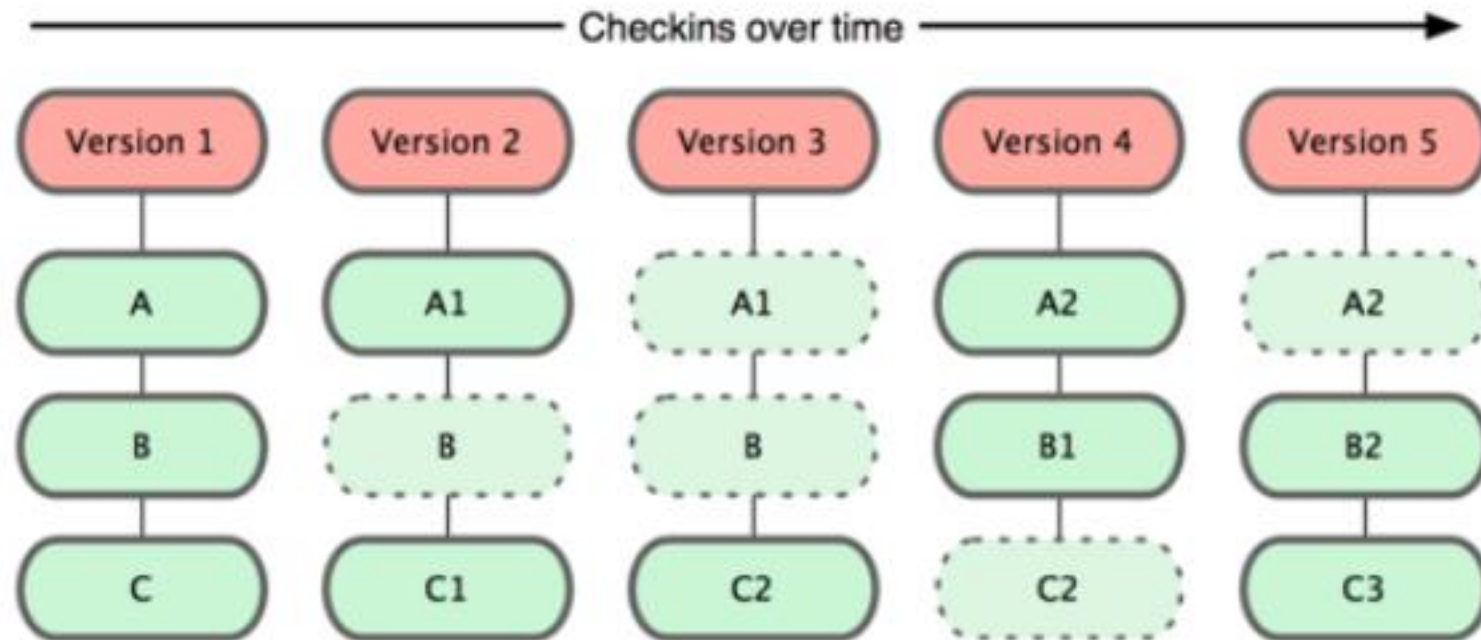 Checkins over time
Version 1 Version 2 Version 3 Version 4 Version 5
A A1 A1 A2 A2
B B B B1 B2
C C1 C2 C2 C3